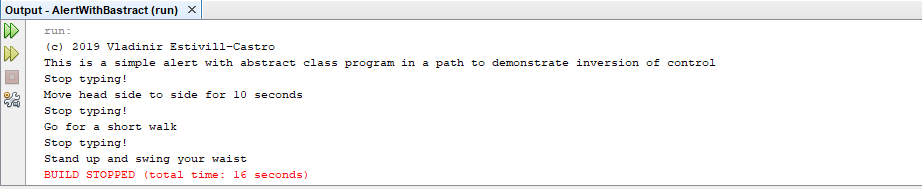 Output - AlertWithBastract (run)
run:
(c) 2019 Vladinir Estivill-Castro
This is a simple alert with abstract class program in a path to demonstrate inversion of control
Stop typing!
Move head side to side for 10 seconds
Stop typing!
Go for a short walk
Stop typing!
Stand up and swing your waist
BUILD STOPPED (total time: 16 seconds)